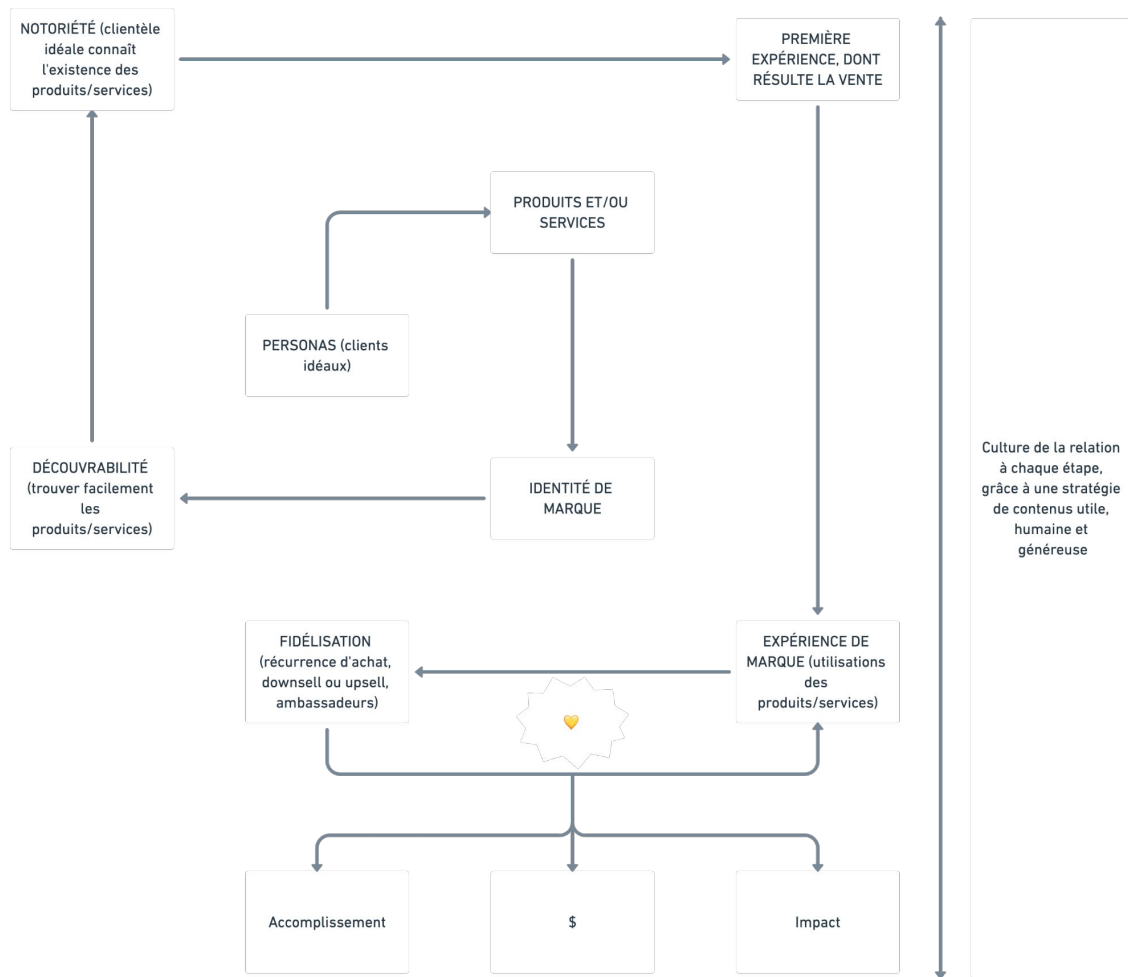 NOTORIÉTÉ (clientèle
idéale connaît
l'existence des
produits/services)
PREMIÈRE
EXPÉRIENCE, DONT
RÉSULTE LA VENTE
PRODUITS ET/OU
SERVICES
PERSONAS (clients
idéaux)
DÉCOUVRABILITÉ
(trouver facilement
les
produits/services)
IDENTITÉ DE
MARQUE
Culture de la relation
à chaque étape,
grâce à une stratégie
de contenus utile,
humaine et
généreuse
FIDÉLISATION
(récurrence d'achat,
downsell ou upsell,
ambassadeurs)
EXPÉRIENCE DE
MARQUE (utilisations
des
produits/services)
Accomplissement
$
Impact